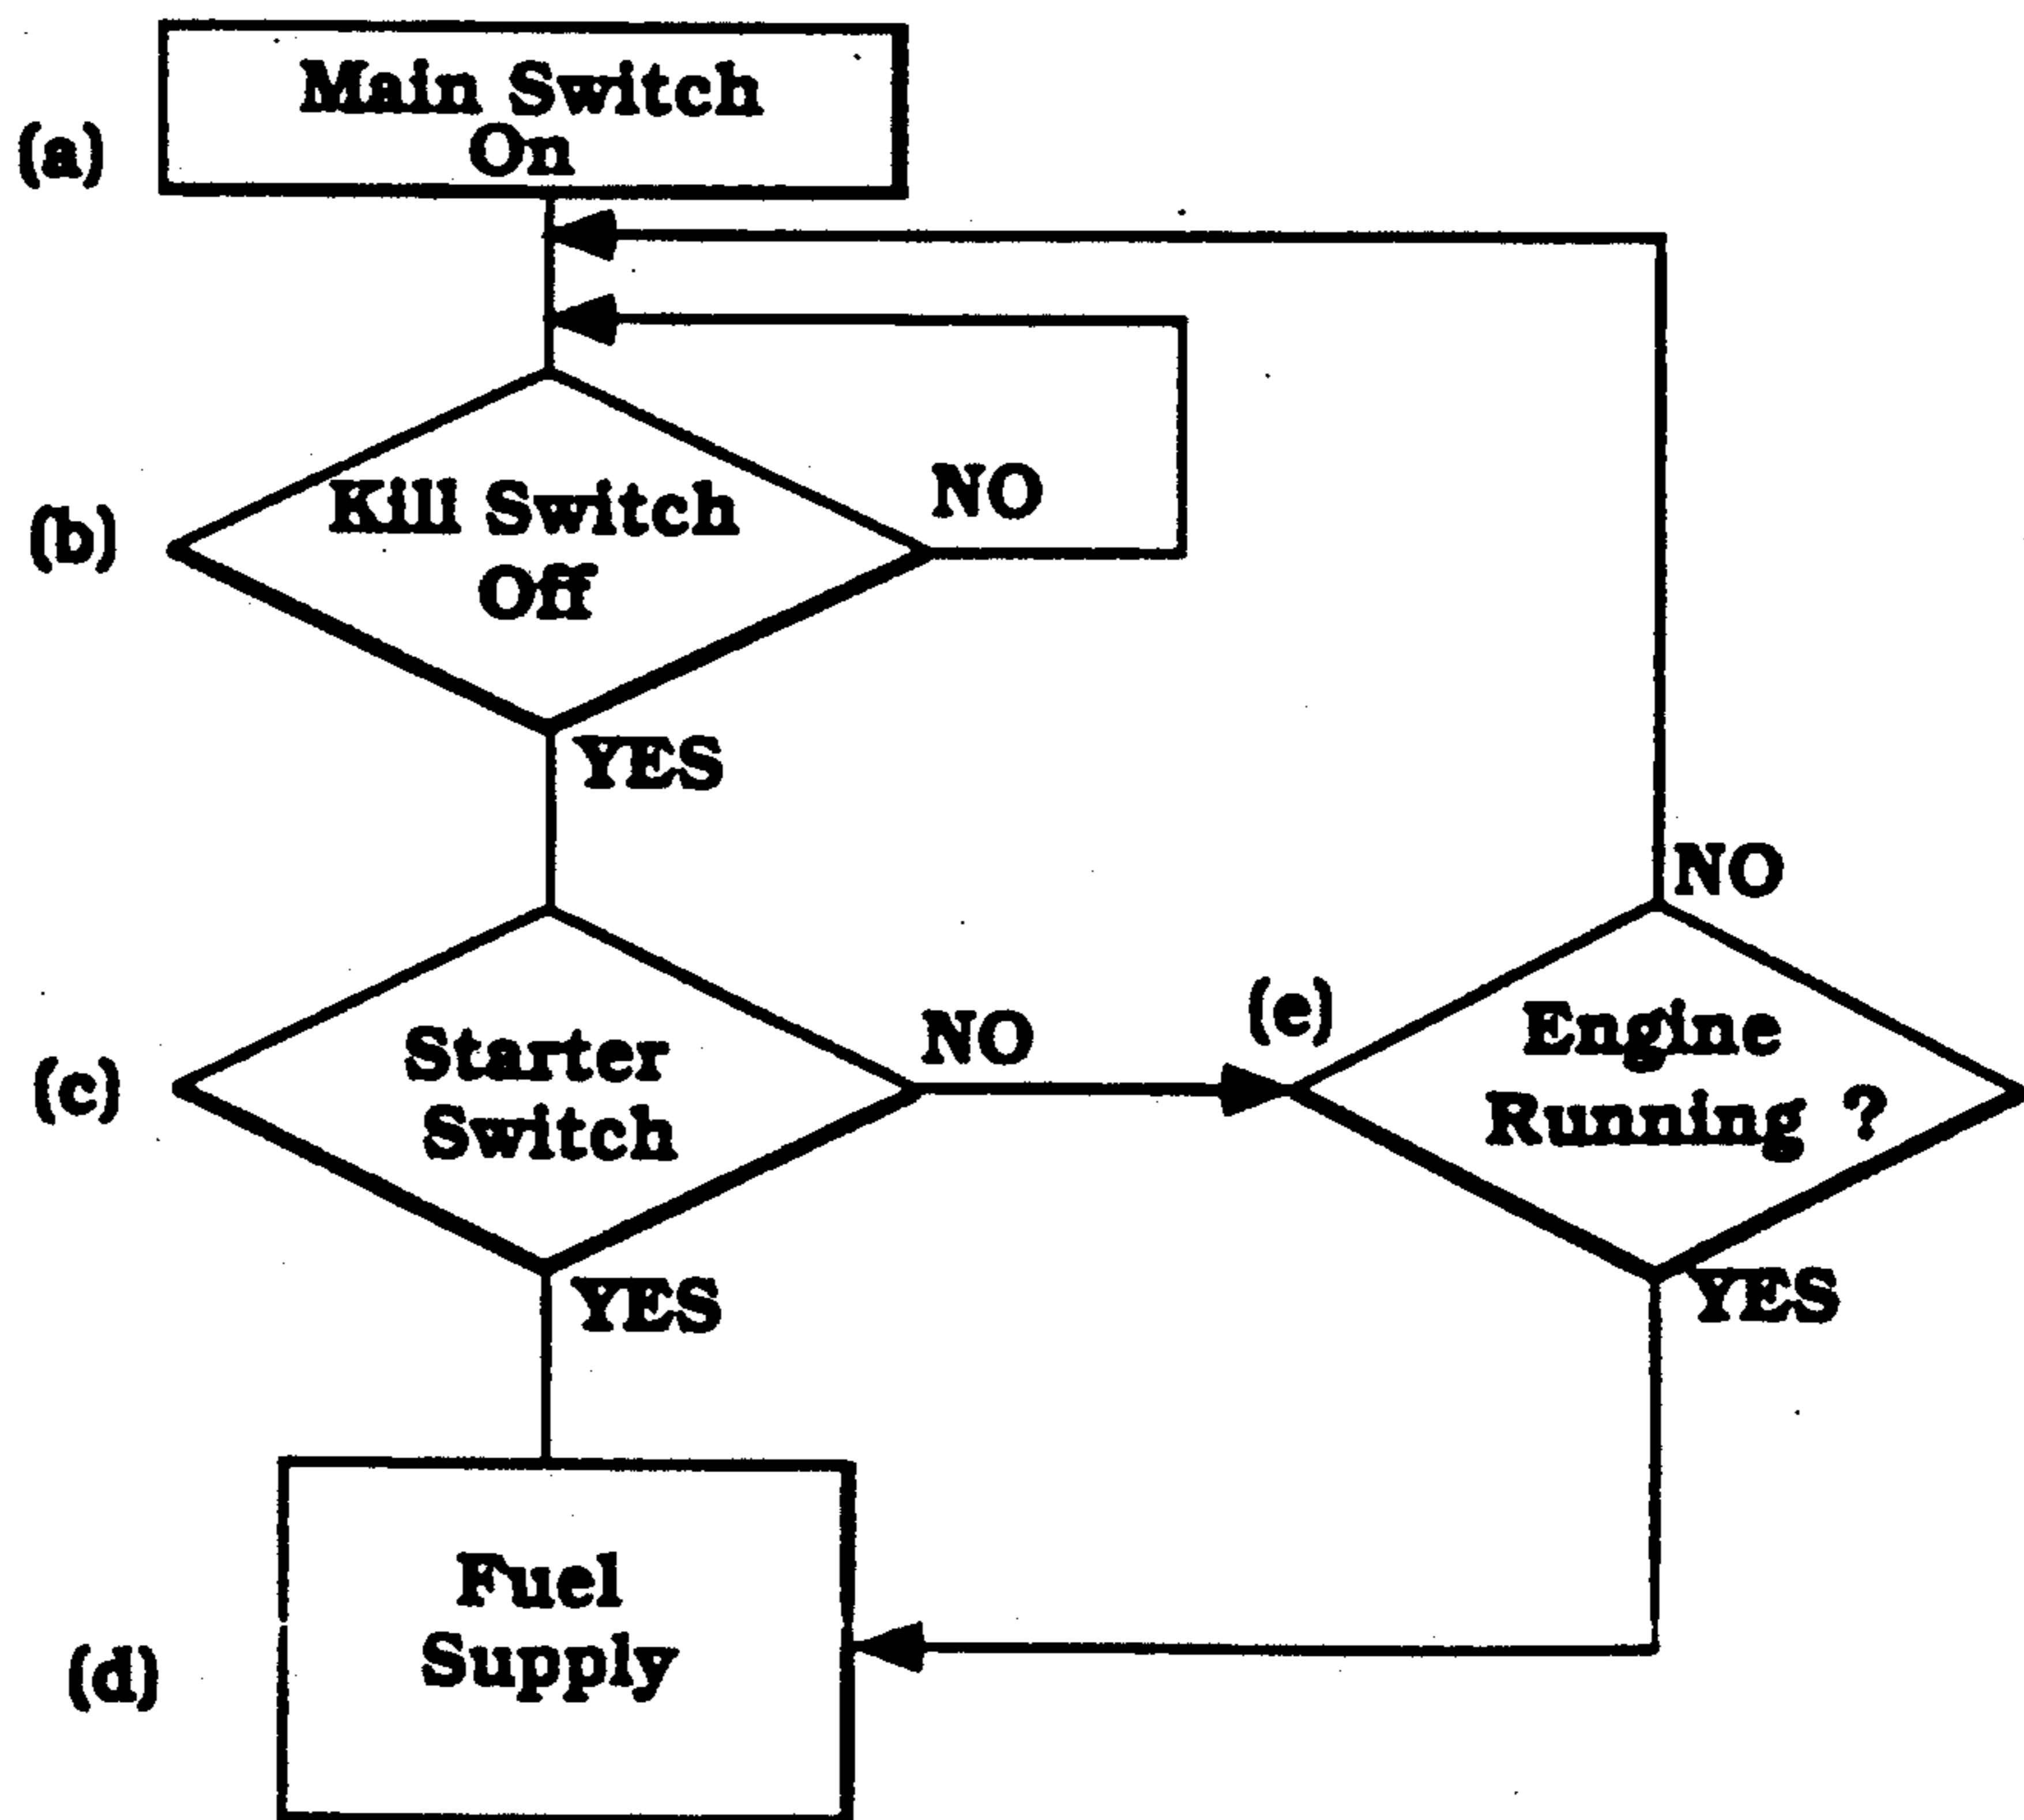 Main Switch
On
(a)
Kill Switch
Off
(b)
NO
YES
Starter
Switch
(c)
NO
(e)
Engine
Running ?
NO
YES
YES
Fuel
Supply
(d)